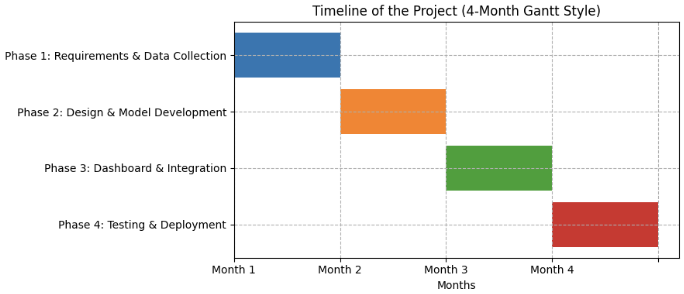 Timeline of the Project (4-Month Gantt Style)
Phase 1: Requirements & Data Collection
Phase 2: Design & Model Development
Phase 3: Dashboard & Integration
Phase 4: Testing & Deployment
Month 1 Month 2 Month 3 Month 4
Months